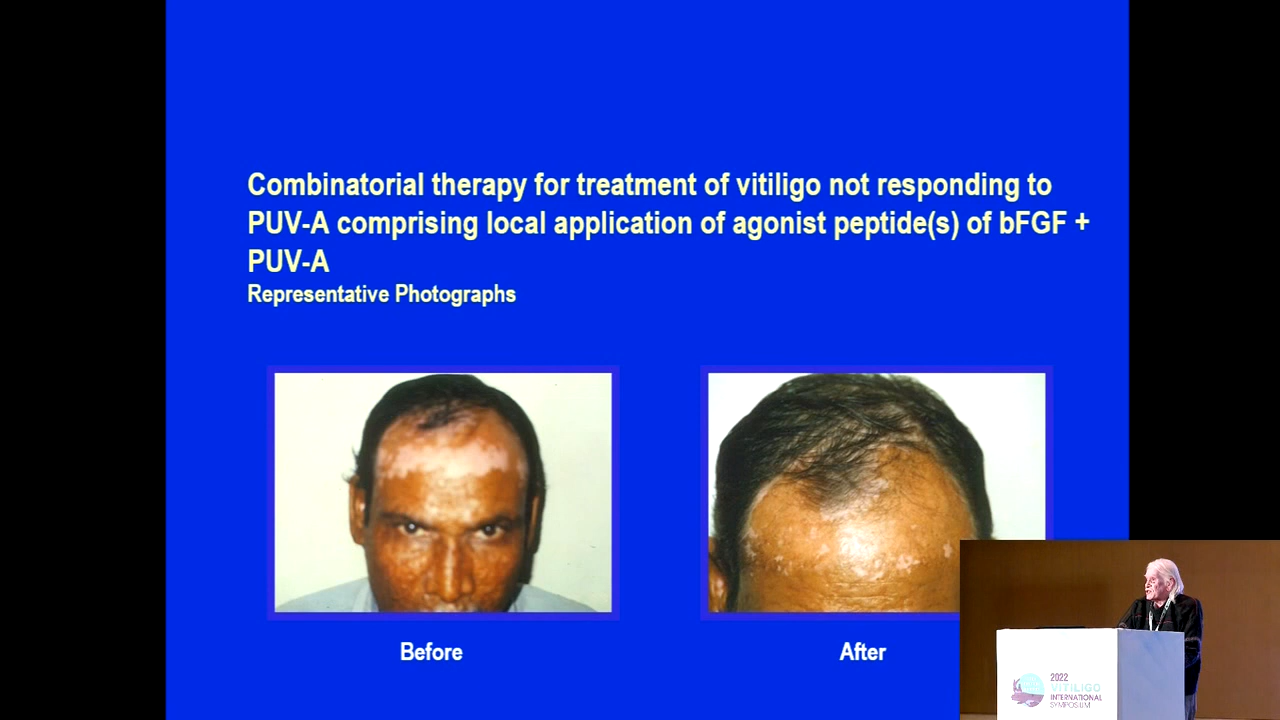 Combinatorial therapy for treatment of vitiligo not responding to
PUV-A comprising local application of agonist peptide(s) of bFGF +
PUV-A
Representative Photographs
Before
After
2022
VITILIGO
INTERNATIONAL
SYMPOSIUM